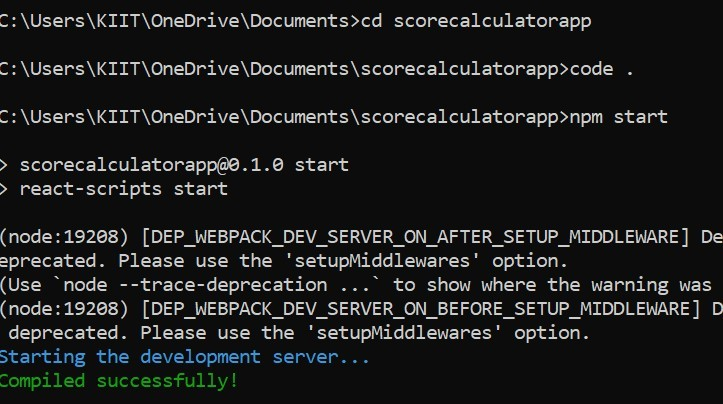 C:\Users\KIIT\OneDrive\Documents>cd scorecalculatorapp
C:\Users\KIIT\OneDrive\Documents\scorecalculatorapp>code .
C:\Users\KIIT\OneDrive\Documents\scorecalculatorapp>npm start
> scorecalculatorapp@0.1.0 start
> react-scripts start
(node:19208) [DEP_WEBPACK_DEV_SERVER_ON_AFTER_SETUP_MIDDLEWARE] De
eprecated. Please use the 'setupMiddlewares' option.
(Use `node --trace-deprecation ...` to show where the warning was
(node:19208) [DEP_WEBPACK_DEV_SERVER_ON_BEFORE_SETUP_MIDDLEWARE] D
deprecated. Please use the 'setupMiddlewares' option.
Starting the development server...
Compiled successfully!